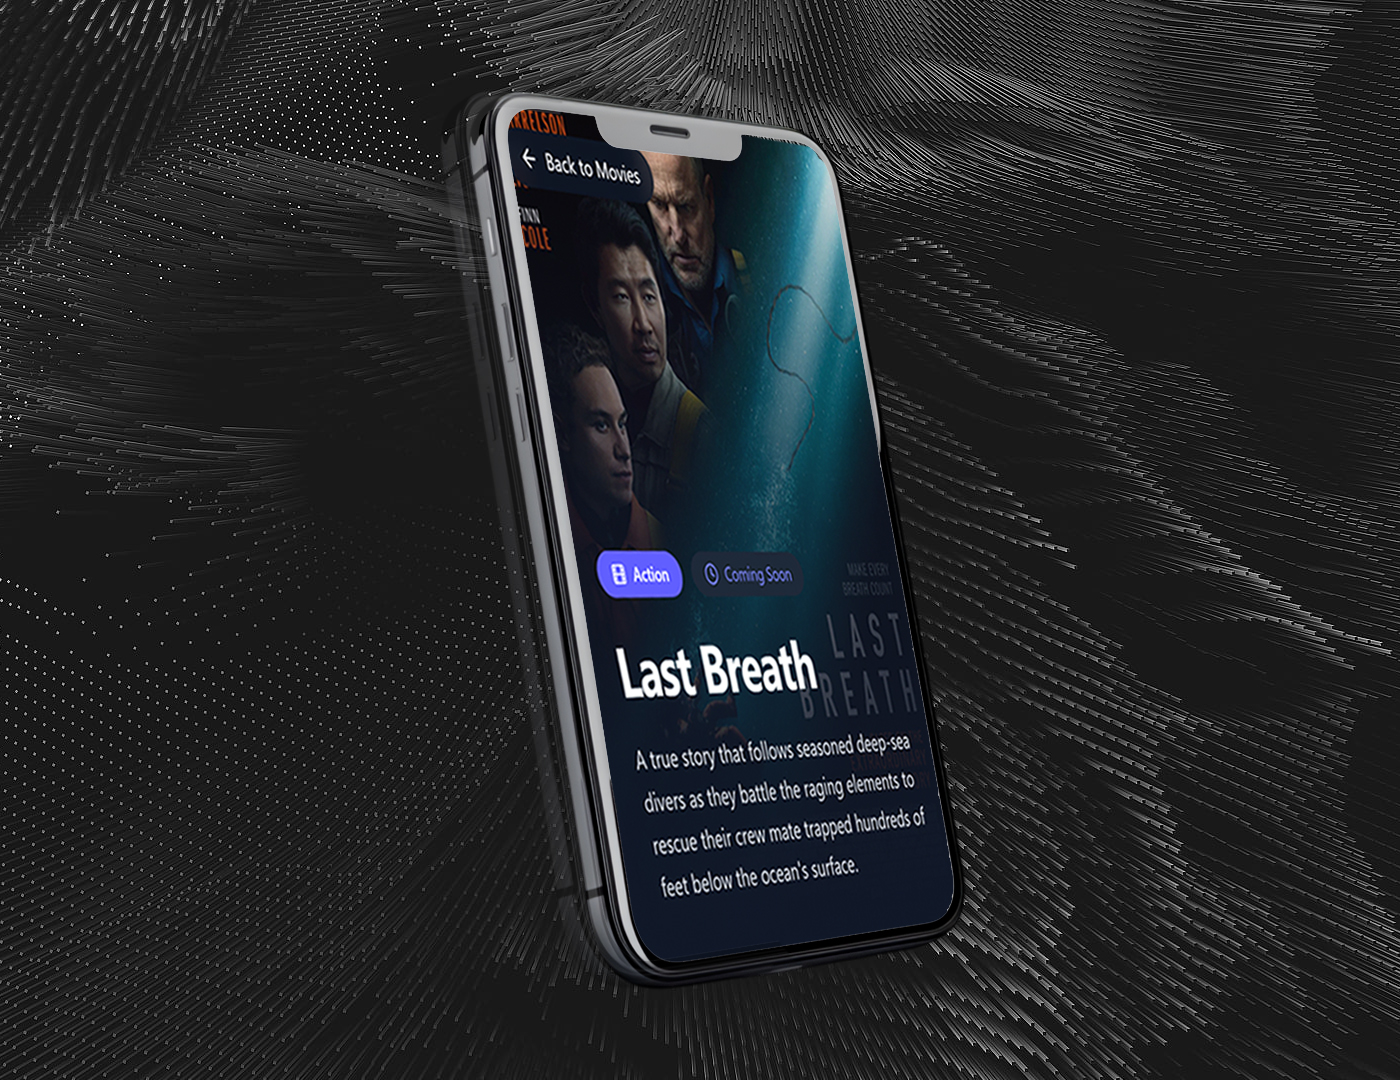 RRELSON
Back to Movies
FINN
COLE
Action
Coming Soon
MAKE EVERY
BREATH COUNT
LAST
BREATH
Last Breath
A true story that follows seasoned deep-sea
divers as they battle the raging elements to
rescue their crew mate trapped hundreds of
feet below the ocean's surface.